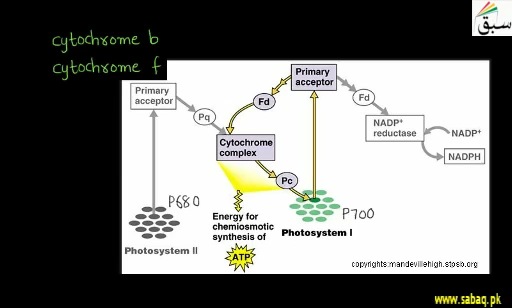 سبق
cytochrome b
cytochrome f
Primary
acceptor
Primary
acceptor
Fd
Fd
Pq
NADP⁺
reductase
NADP⁺
NADPH
Cytochrome
complex
Pc
P680
P700
Energy for
chemiosmotic
synthesis of
ATP
Photosystem I
Photosystem II
copyrights:mandevillehigh.stosb.org
www.sabaq.pk